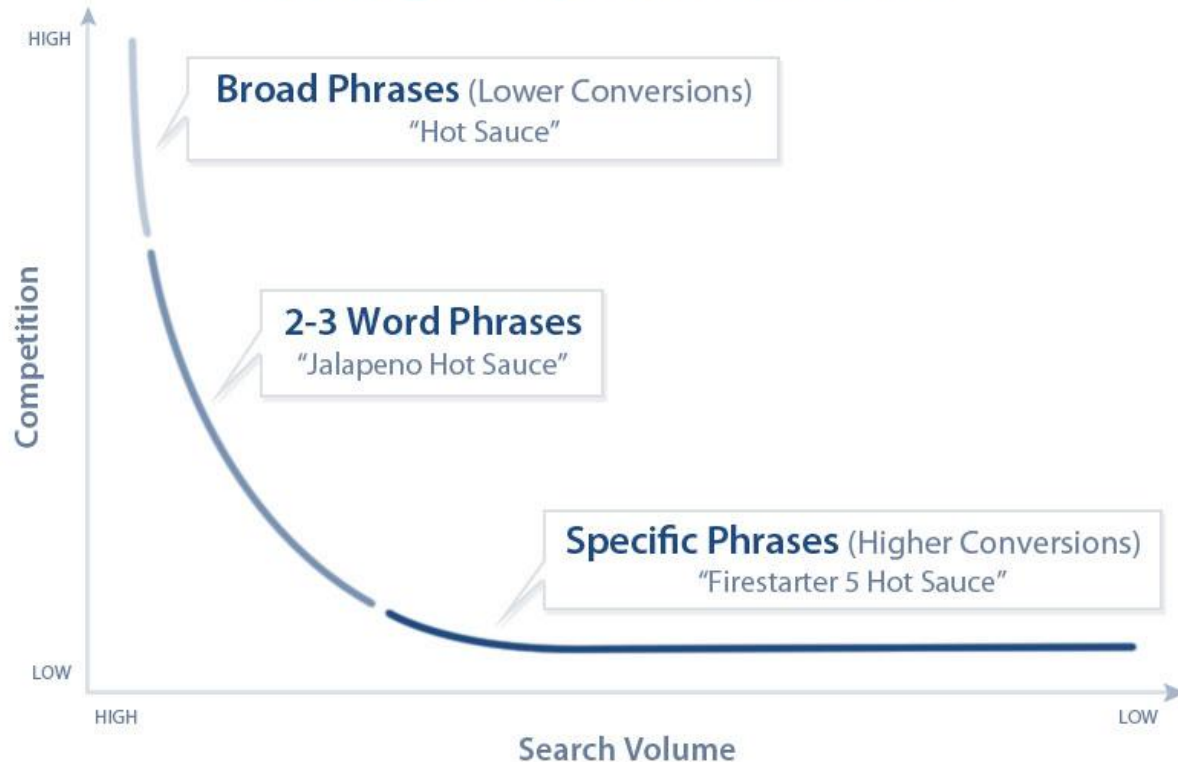 HIGH
Broad Phrases (Lower Conversions)
“Hot Sauce”
Competition
2-3 Word Phrases
“Jalapeno Hot Sauce”
Specific Phrases (Higher Conversions)
“Firestarter 5 Hot Sauce”
LOW
HIGH
LOW
Search Volume